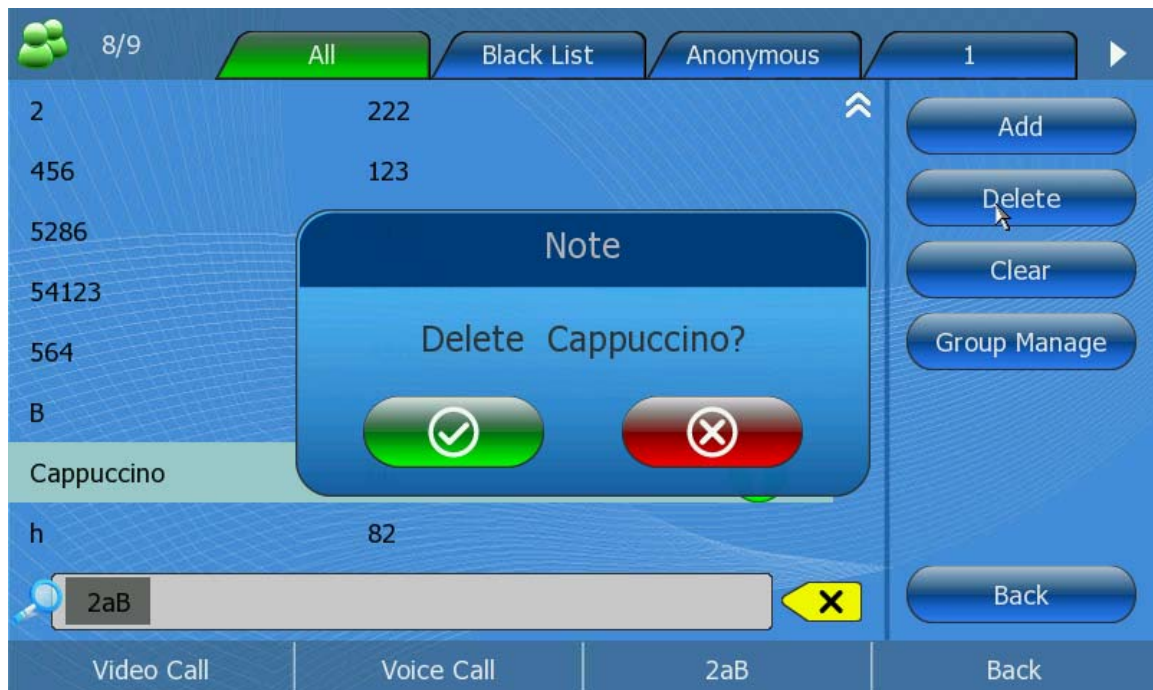 8/9 All Black List Anonymous 1
2 222 Add
456 123
Delete
5286
Note
Clear
54123
Delete Cappuccino?
564 Group Manage
B
Cappuccino
h 82
2aB Back
Video Call Voice Call 2aB Back